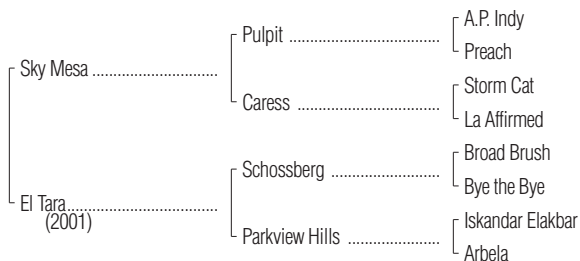 A.P. Indy
Pulpit ....................................
Preach
Sky Mesa ..............................
Storm Cat
Caress ..................................
La Affirmed
Broad Brush
Schossberg ..........................
Bye the Bye
El Tara ................................
(2001)
Iskandar Elakbar
Parkview Hills ......................
Arbela